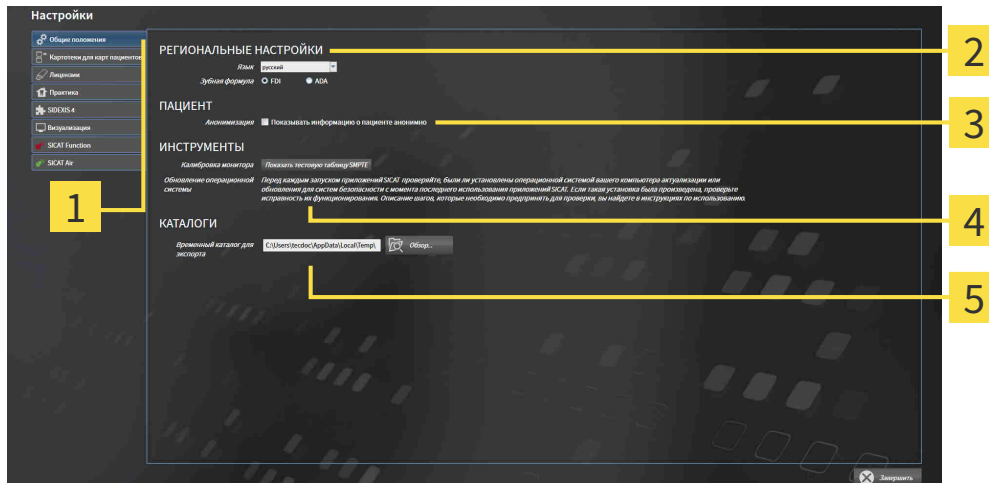 Настройки
Общие положения
Картотеки для карт пациентов
Лицензии
Практика
SIDEXIS 4
Визуализация
SICAT Function
SICAT Air
1
РЕГИОНАЛЬНЫЕ НАСТРОЙКИ
Язык русский
Зубная формула FDI ADA
ПАЦИЕНТ
Анонимизация Показывать информацию о пациенте анонимно
ИНСТРУМЕНТЫ
Калибровка монитора Показать тестовую таблицу SMPTE
Обновление операционной системы
Перед каждым запуском приложений SICAT проверяйте, были ли установлены операционной системой вашего компьютера актуализации или
обновления для систем безопасности с момента последнего использования приложений SICAT. Если такая установка была произведена, проверьте
исправность их функционирования. Описание шагов, которые необходимо предпринять для проверки, вы найдете в инструкциях по использованию.
КАТАЛОГИ
Временный каталог для экспорта
C:\Users\tecdoc\AppData\Local\Temp\ Обзор..
2
3
4
5
Завершить